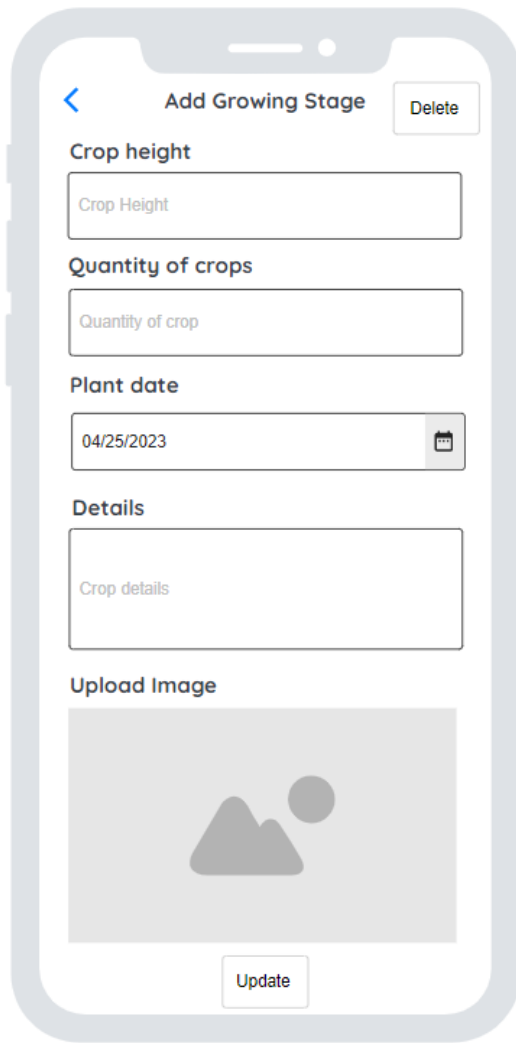 Add Growing Stage
Delete
Crop height
Crop Height
Quantity of crops
Quantity of crop
Plant date
04/25/2023
Details
Crop details
Upload Image
Update